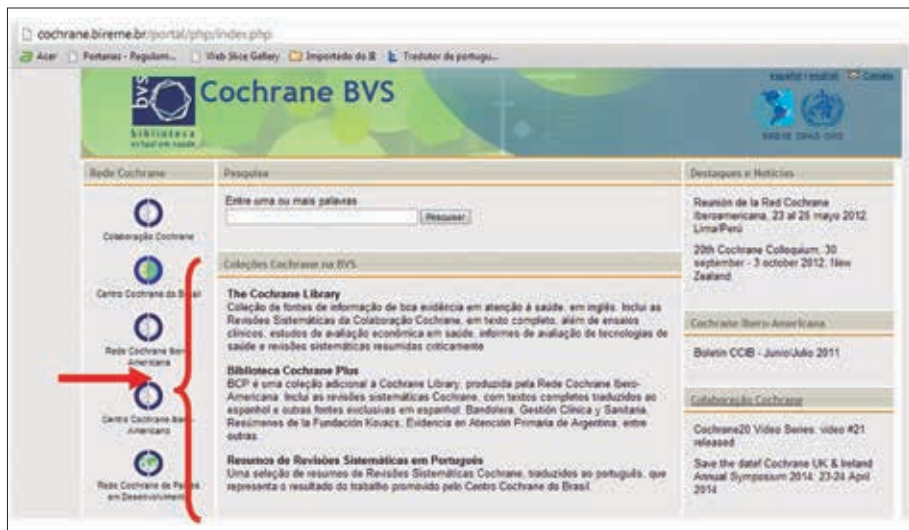 cochrane.bireme.br/portal/php/index.php
Acer
Portarias - Regulam...
Web Slice Gallery
Importado do IE
Tradutor de portugu...
bvs
biblioteca
virtual em saúde
Cochrane BVS
español | english
Contato
BIREME OPAS OMS
Rede Cochrane
Colaboração Cochrane
Centro Cochrane do Brasil
Rede Cochrane Ibero-
Americana
Centro Cochrane Ibero-
Americano
Rede Cochrane de Países
em Desenvolvimento
Pesquisa
Entre uma ou mais palavras
Pesquisar
Coleções Cochrane na BVS
The Cochrane Library
Coleção de fontes de informação de boa evidência em atenção à saúde, em inglês. Inclui as
Revisões Sistemáticas da Colaboração Cochrane, em texto completo, além de ensaios
clínicos, estudos de avaliação econômica em saúde, informes de avaliação de tecnologias de
saúde e revisões sistemáticas resumidas criticamente
Biblioteca Cochrane Plus
BCP é uma coleção adicional à Cochrane Library, produzida pela Rede Cochrane Ibero-
Americana. Inclui as revisões sistemáticas Cochrane, com textos completos traduzidos ao
espanhol e outras fontes exclusivas em espanhol: Bandolera, Gestión Clínica y Sanitaria,
Resúmenes de la Fundación Kovacs, Evidencia en Atención Primaria de Argentina, entre
outras.
Resumos de Revisões Sistemáticas em Português
Uma seleção de resumos de Revisões Sistemáticas Cochrane, traduzidos ao português, que
representa o resultado do trabalho promovido pelo Centro Cochrane do Brasil.
Destaques e Notícias
Reunión de la Red Cochrane
Iberoamericana, 23 al 25 mayo 2012.
Lima/Perú
20th Cochrane Colloquium, 30
september - 3 october 2012. New
Zealand.
Cochrane Ibero-Americana
Boletín CCIB - Junio/Julio 2011
Colaboração Cochrane
Cochrane20 Video Series: video #21
released
Save the date! Cochrane UK & Ireland
Annual Symposium 2014: 23-24 April
2014